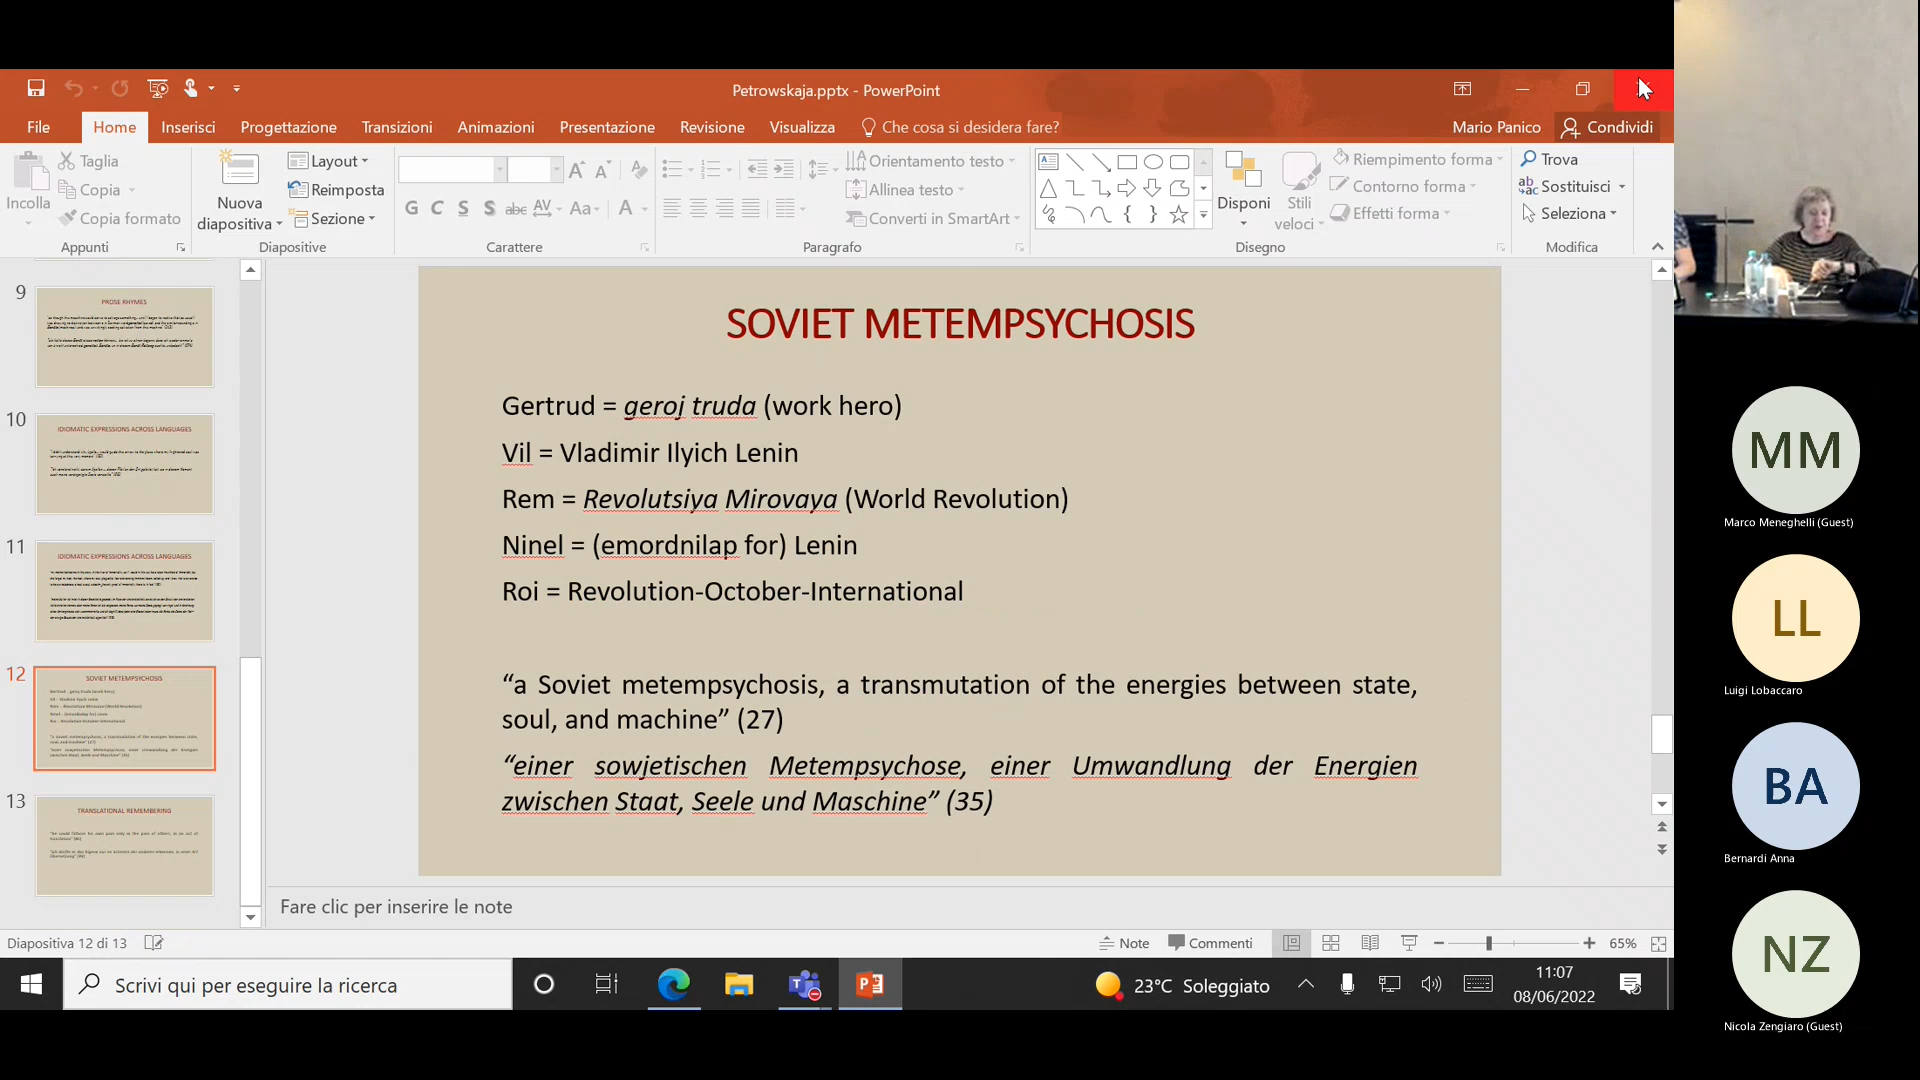 Petrowskaja.pptx - PowerPoint
File Home Inserisci Progettazione Transizioni Animazioni Presentazione Revisione Visualizza Che cosa si desidera fare? Mario Panico Condividi
Incolla
Taglia
Copia
Copia formato
Appunti
Nuova
diapositiva
Layout
Reimposta
Sezione
Diapositive
G C S S abc AV Aa A
Carattere
Orientamento testo
Allinea testo
Converti in SmartArt
Paragrafo
Disponi
Stili
veloci
Riempimento forma
Contorno forma
Effetti forma
Disegno
Trova
Sostituisci
Seleziona
Modifica
9
PROSE RHYMES
10
IDIOMATIC EXPRESSIONS ACROSS LANGUAGES
11
IDIOMATIC EXPRESSIONS ACROSS LANGUAGES
12
SOVIET METEMPSYCHOSIS
13
TRANSLATIONAL REMEMBERING
SOVIET METEMPSYCHOSIS
Gertrud = geroj truda (work hero)
Vil = Vladimir Ilyich Lenin
Rem = Revolutsiya Mirovaya (World Revolution)
Ninel = (emordnilap for) Lenin
Roi = Revolution-October-International
“a Soviet metempsychosis, a transmutation of the energies between state,
soul, and machine” (27)
“einer sowjetischen Metempsychose, einer Umwandlung der Energien
zwischen Staat, Seele und Maschine” (35)
Fare clic per inserire le note
Diapositiva 12 di 13 Note Commenti 65%
Scrivi qui per eseguire la ricerca
23°C Soleggiato
11:07
08/06/2022
MM
Marco Meneghelli (Guest)
LL
Luigi Lobaccaro
BA
Bernardi Anna
NZ
Nicola Zengiaro (Guest)